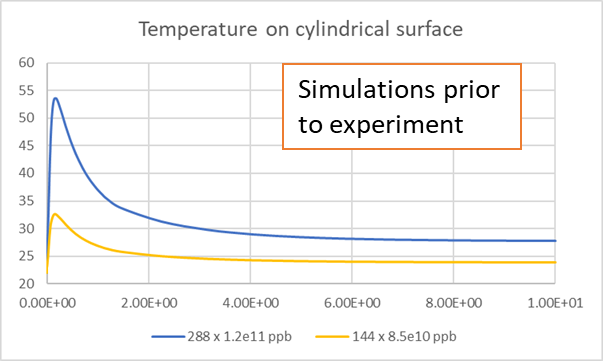 Temperature on cylindrical surface
60
55
50
45
40
35
30
25
20
Simulations prior
to experiment
0.00E+00 2.00E+00 4.00E+00 6.00E+00 8.00E+00 1.00E+01
288 x 1.2e11 ppb 144 x 8.5e10 ppb